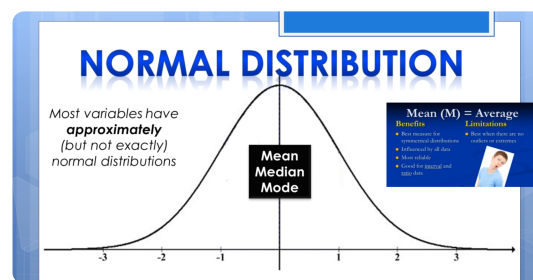 NORMAL DISTRIBUTION
Most variables have
approximately
(but not exactly)
normal distributions
Mean
Median
Mode
-3 -2 -1 1 2 3
Mean (M) = Average
Benefits
Best measure for
symmetrical distributions
Influenced by all data
Most reliable
Good for interval and
ratio data
Limitations
Best when there are no
outliers or extremes